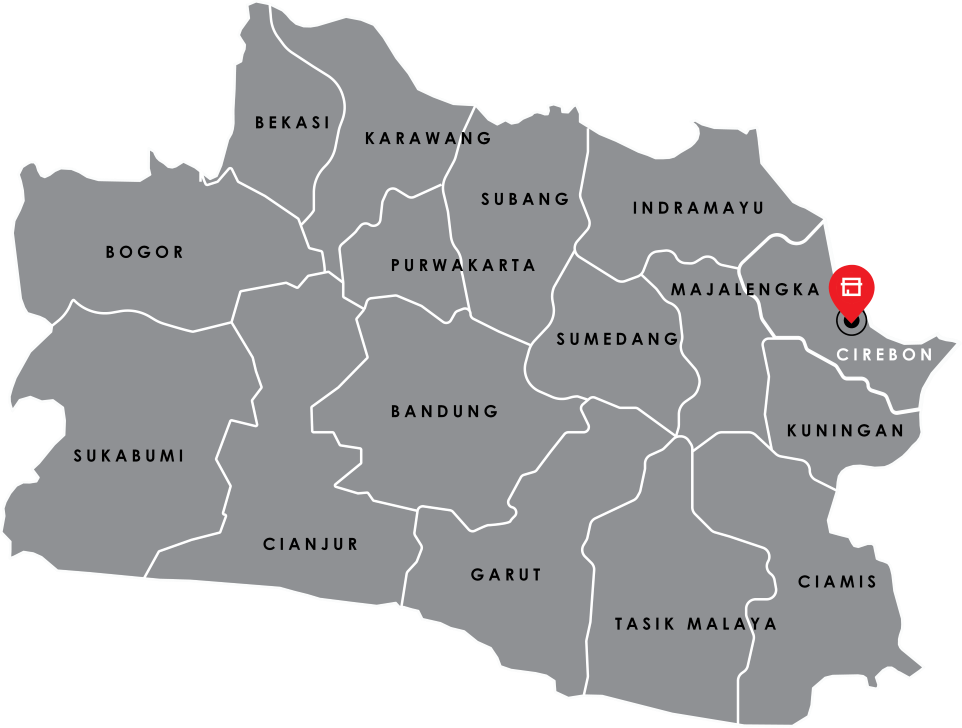 BEKASI
KARAWANG
SUBANG
INDRAMAYU
BOGOR
PURWAKARTA
MAJALENGKA
SUMEDANG
CIREBON
BANDUNG
KUNINGAN
SUKABUMI
CIANJUR
GARUT
CIAMIS
TASIK MALAYA